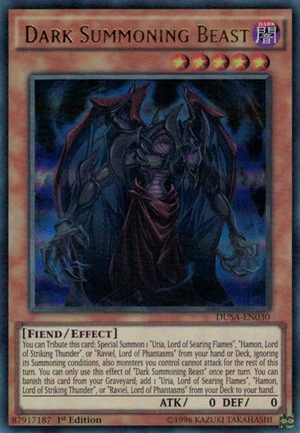 DARK SUMMONING BEAST
DARK
闇
DUSA-EN030
[FIEND/EFFECT]
You can Tribute this card; Special Summon 1 "Uria, Lord of Searing Flames", "Hamon, Lord
of Striking Thunder", or "Raviel, Lord of Phantasms" from your hand or Deck, ignoring
its Summoning conditions, also monsters you control cannot attack for the rest of this
turn. You can only use this effect of "Dark Summoning Beast" once per turn. You can
banish this card from your Graveyard; add 1 "Uria, Lord of Searing Flames", "Hamon, Lord
of Striking Thunder", or "Raviel, Lord of Phantasms" from your Deck to your hand.
ATK/ 0 DEF/ 0
87917187 1st Edition ©1996 KAZUKI TAKAHASHI